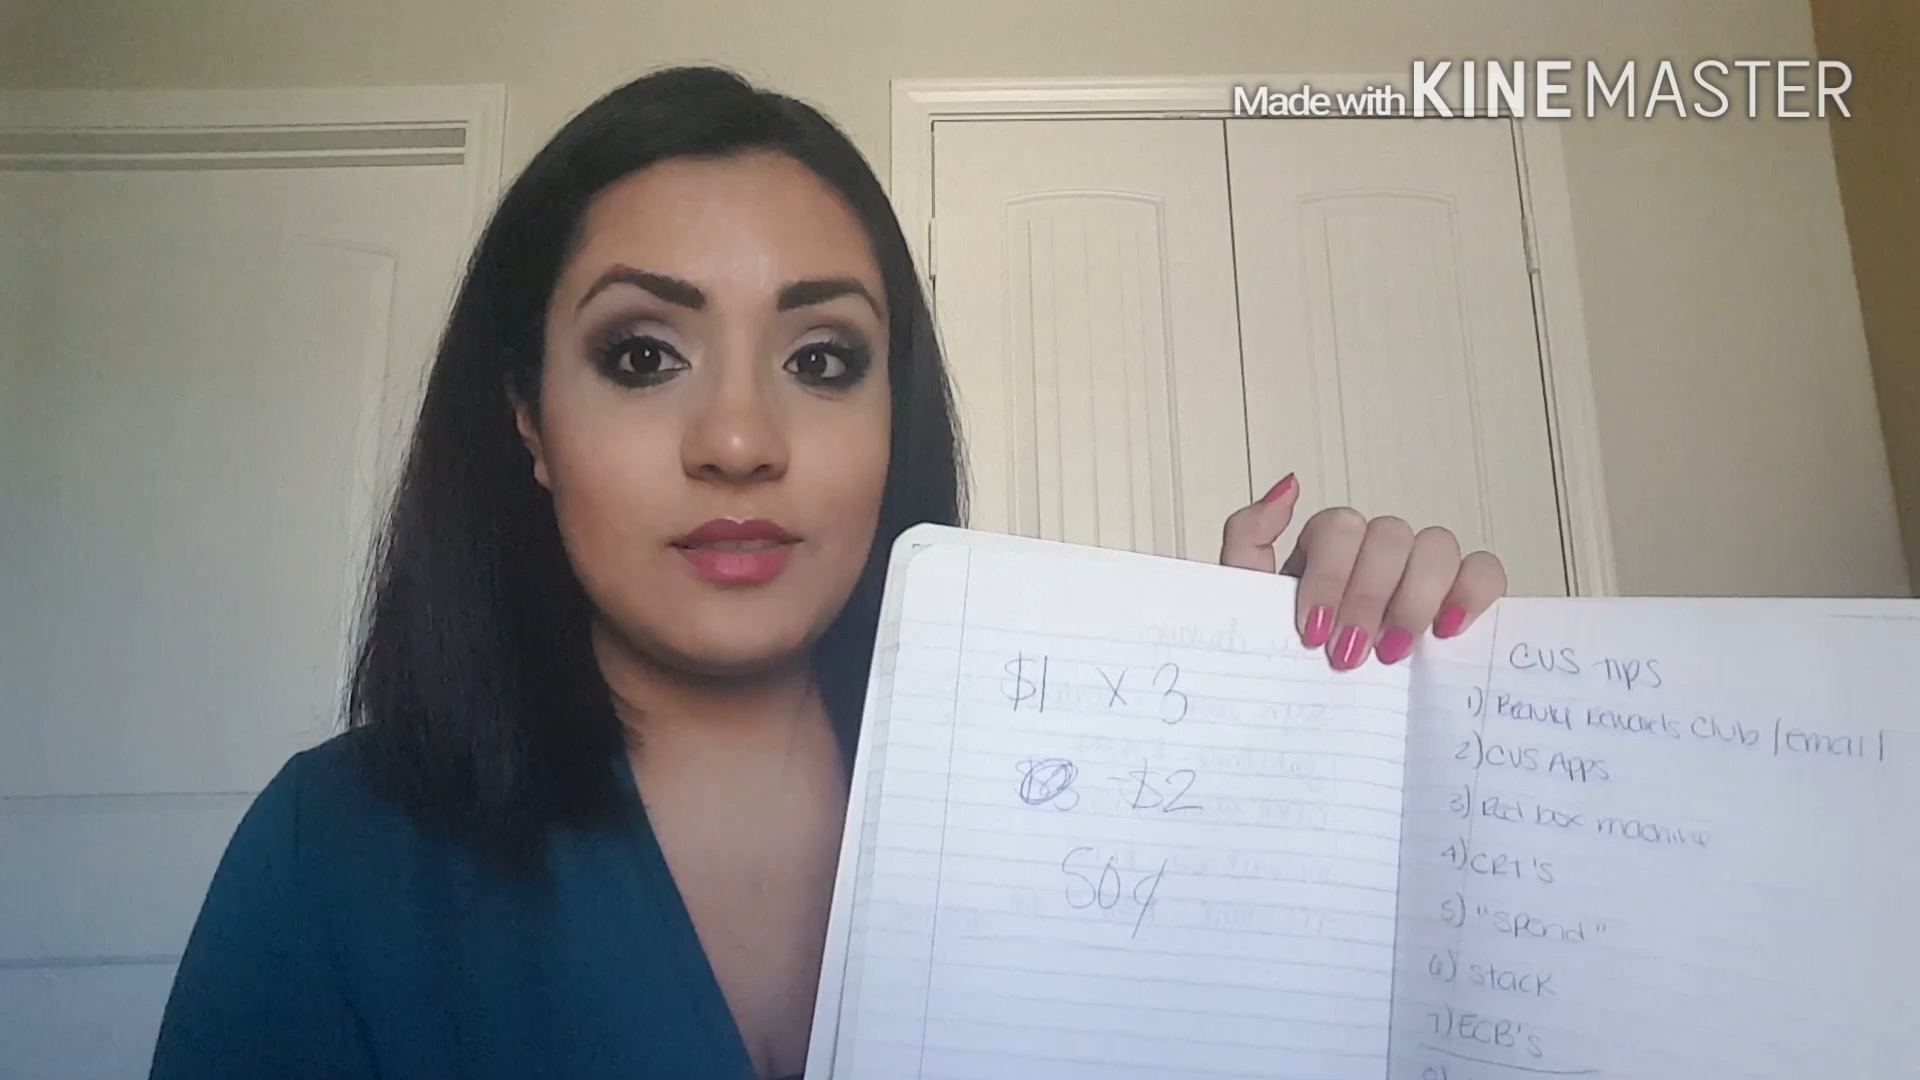 Made with KINEMASTER
$1 x 3
- $2
50¢
CVS TIPS
1) Beauty Rewards Club / email
2) CVS Apps
3) Red box machine
4) CRT's
5) "Spend"
6) Stack
7) ECB's